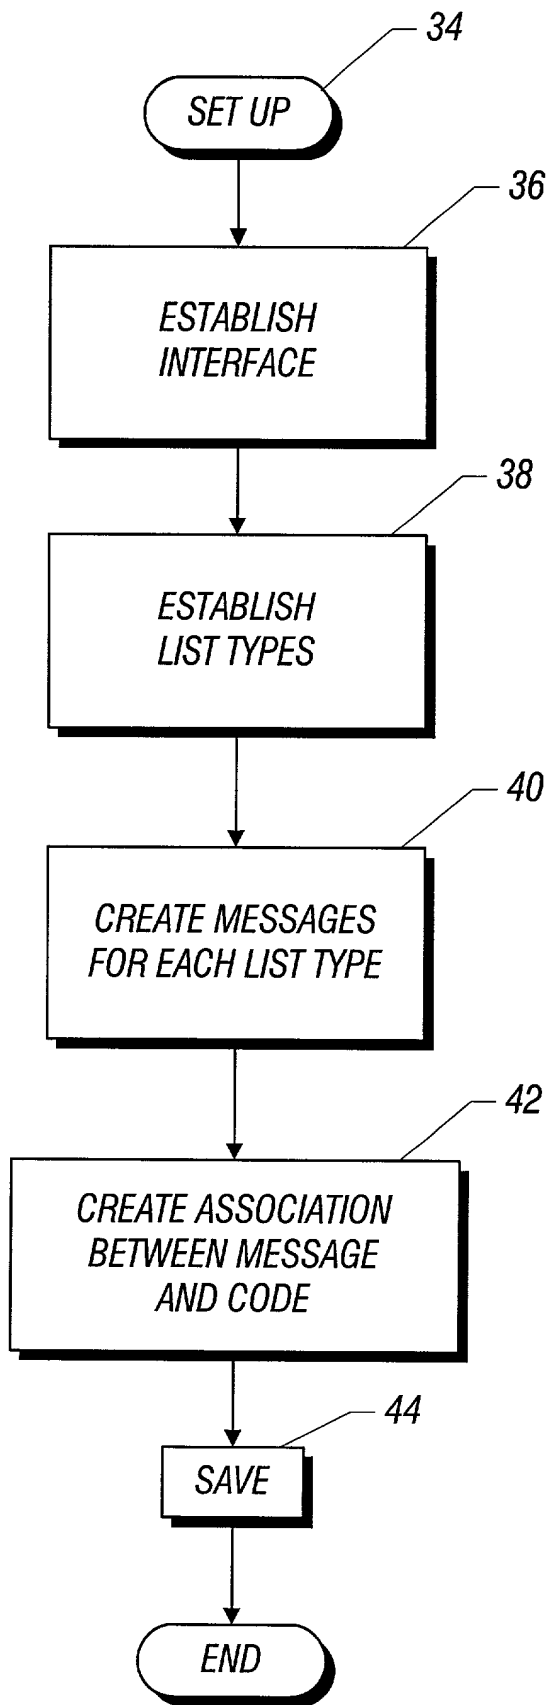 34
SET UP
36
ESTABLISH
INTERFACE
38
ESTABLISH
LIST TYPES
40
CREATE MESSAGES
FOR EACH LIST TYPE
42
CREATE ASSOCIATION
BETWEEN MESSAGE
AND CODE
44
SAVE
END